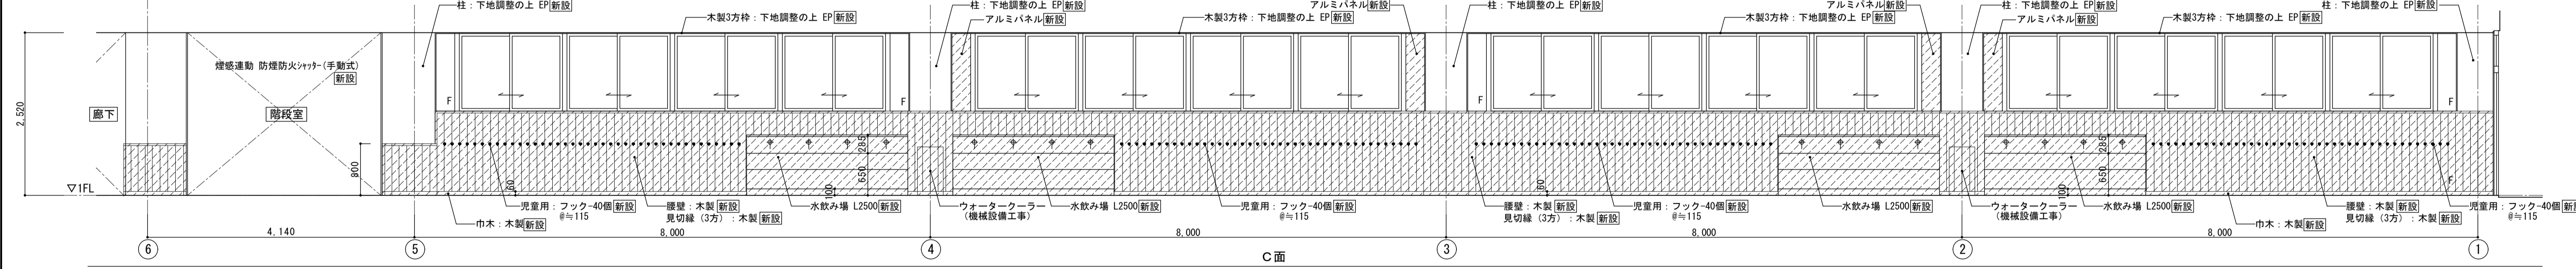 柱：下地調整の上 EP 新設
木製3方枠：下地調整の上 EP 新設
柱：下地調整の上 EP 新設
アルミパネル 新設
木製3方枠：下地調整の上 EP 新設
アルミパネル 新設
柱：下地調整の上 EP 新設
木製3方枠：下地調整の上 EP 新設
アルミパネル 新設
柱：下地調整の上 EP 新設
アルミパネル 新設
木製3方枠：下地調整の上 EP 新設
柱：下地調整の上 EP 新設
煙感連動 防煙防火シャッター(手動式)
新設
2,520
廊下
階段室
F
F
F
F
F
800
60
285
650
100
60
285
650
100
▽1FL
巾木：木製 新設
児童用：フック-40個 新設
@≒115
腰壁：木製 新設
見切縁（3方）：木製 新設
水飲み場 L2500 新設
ウォータークーラー
（機械設備工事）
水飲み場 L2500 新設
児童用：フック-40個 新設
@≒115
腰壁：木製 新設
見切縁（3方）：木製 新設
児童用：フック-40個 新設
@≒115
水飲み場 L2500 新設
ウォータークーラー
（機械設備工事）
水飲み場 L2500 新設
巾木：木製 新設
腰壁：木製 新設
見切縁（3方）：木製 新設
児童用：フック-40個 新設
@≒115
4,140
8,000
8,000
8,000
8,000
6
5
4
3
2
1
C面